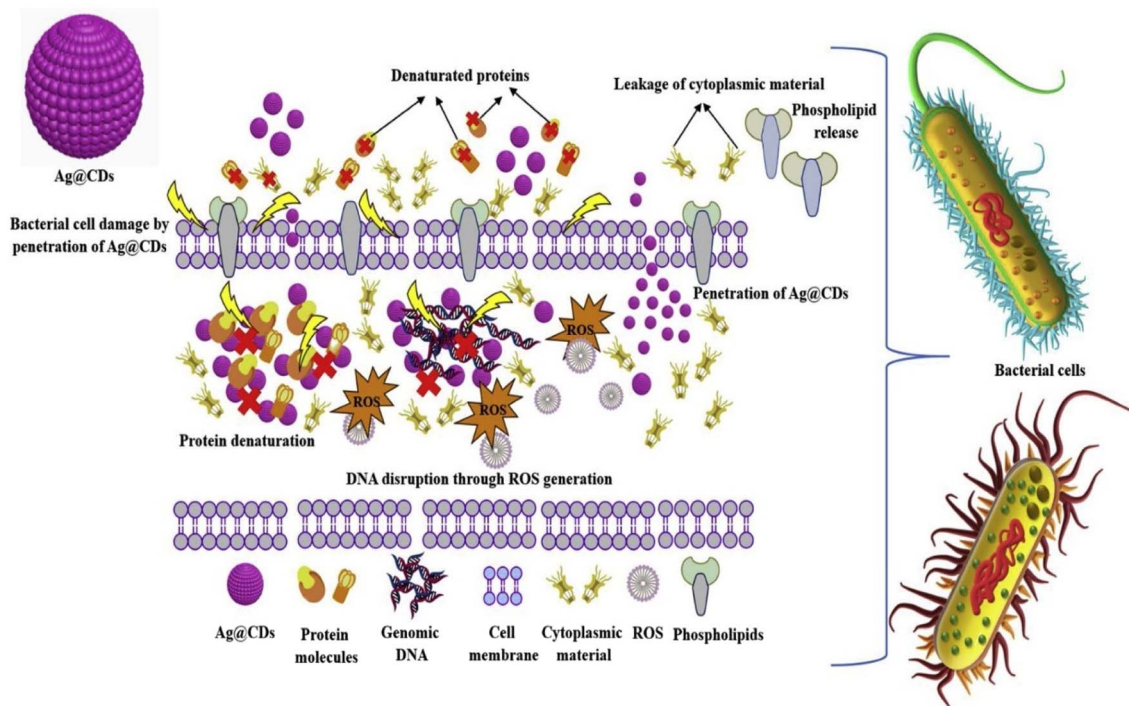 Ag@CDs
Denaturated proteins
Leakage of cytoplasmic material
Phospholipid
release
Bacterial cell damage by
penetration of Ag@CDs
Penetration of Ag@CDs
ROS
ROS
ROS
Protein denaturation
DNA disruption through ROS generation
Bacterial cells
Ag@CDs
Protein
molecules
Genomic
DNA
Cell
membrane
Cytoplasmic
material
ROS
Phospholipids